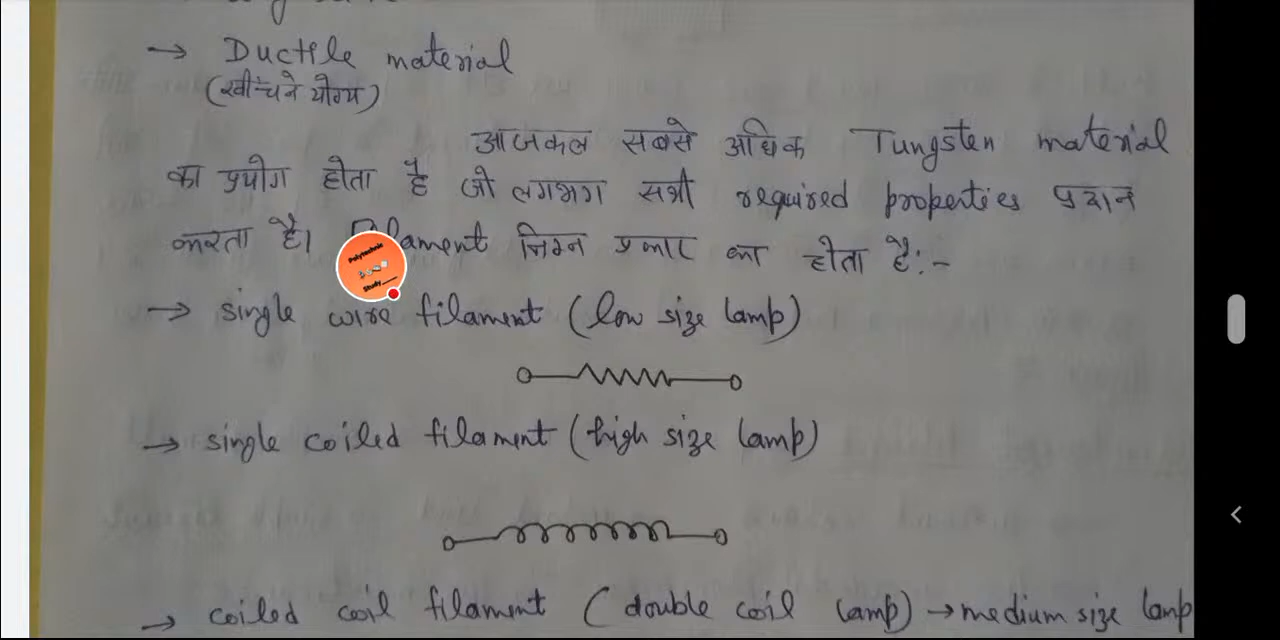 → Ductile material
(खींचने योग्य)
आजकल सबसे अधिक Tungsten material
का प्रयोग होता है जो लगभग सभी required properties प्रदान
करता है। Filament निम्न प्रकार का होता है:-
→ single wire filament (low size lamp)
→ single coiled filament (high size lamp)
→ coiled coil filament (double coil lamp) → medium size lamp
Polytechnic
Study